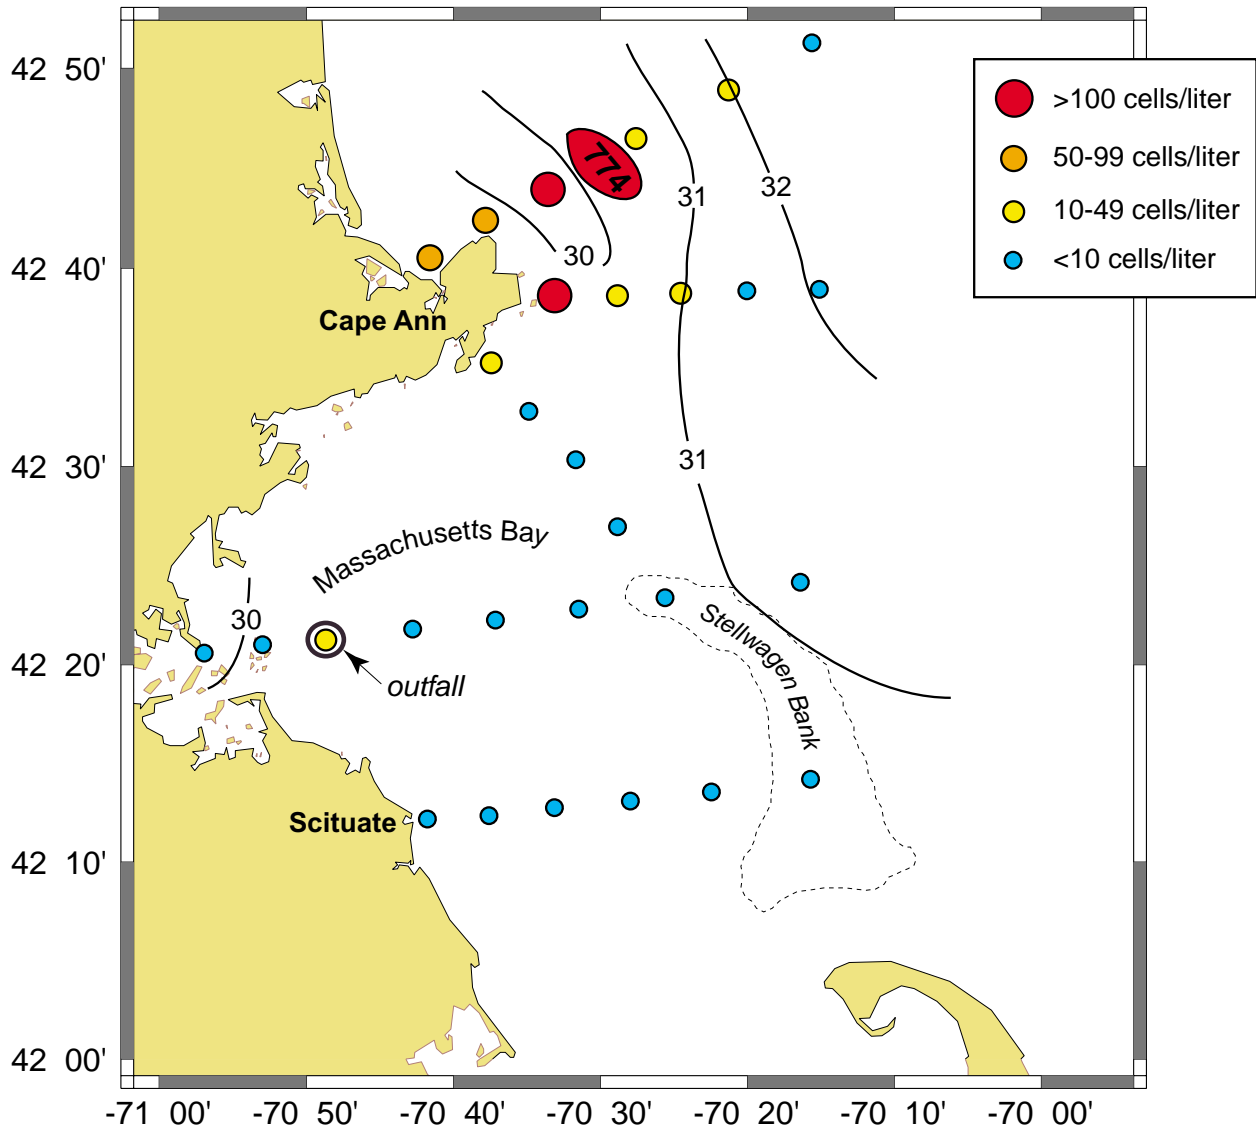 42 50'
>100 cells/liter
50-99 cells/liter
10-49 cells/liter
<10 cells/liter
774
31
32
30
42 40'
Cape Ann
42 30'
31
Massachusetts Bay
30
Stellwagen Bank
42 20'
outfall
Scituate
42 10'
42 00'
-71 00'
-70 50'
-70 40'
-70 30'
-70 20'
-70 10'
-70 00'